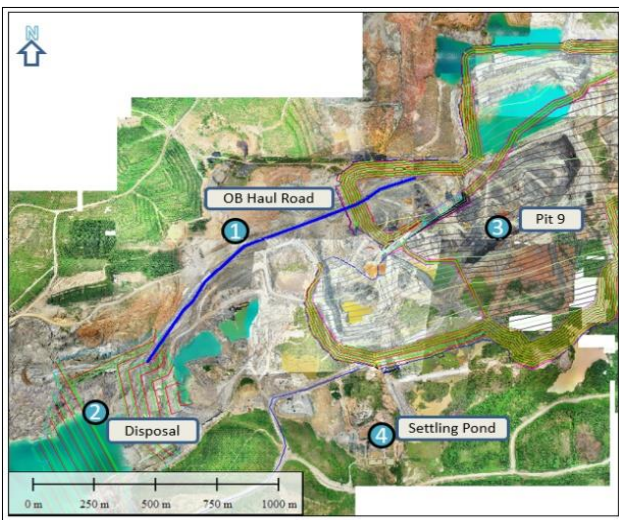 N
OB Haul Road
1
3
Pit 9
2
Disposal
4
Settling Pond
0 m 250 m 500 m 750 m 1000 m